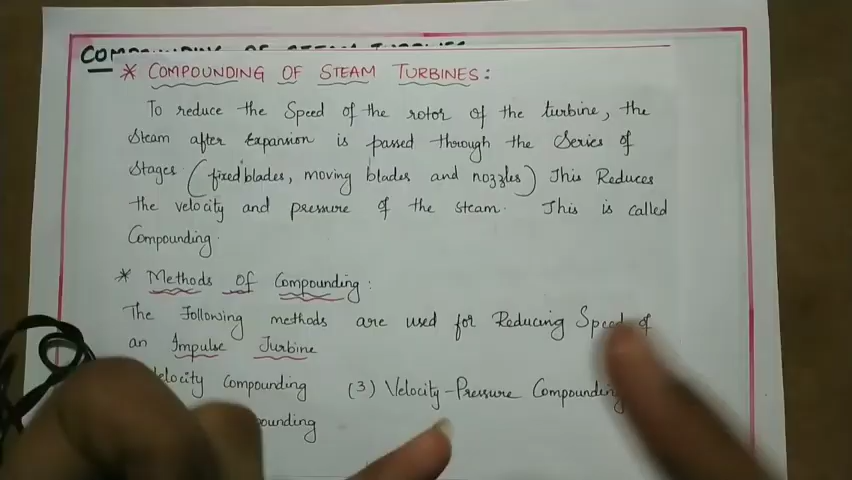 * COMPOUNDING OF STEAM TURBINES:
To reduce the Speed of the rotor of the turbine, the
Steam after Expansion is passed through the Series of
Stages (fixed blades, moving blades and nozzles) This Reduces
the velocity and pressure of the steam. This is called
Compounding.
* Methods of Compounding:
The Following methods are used for Reducing Speed of
an Impulse Turbine
Velocity Compounding (3) Velocity-Pressure Compounding